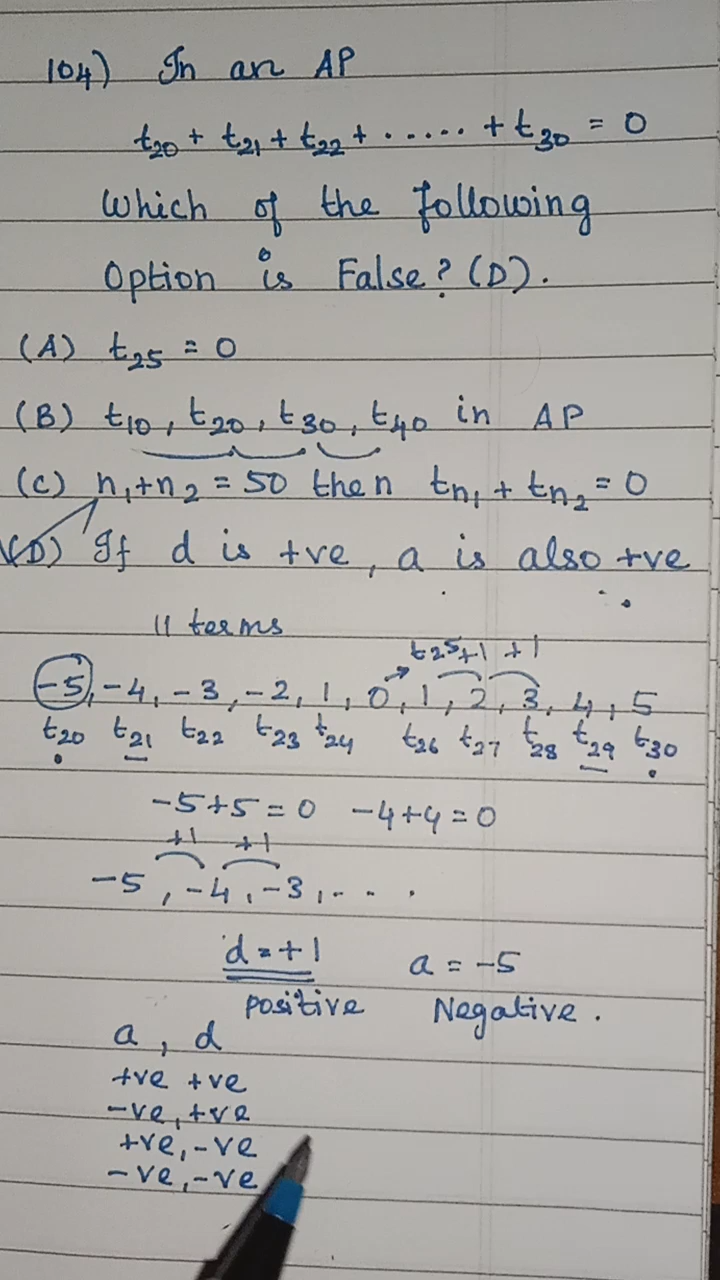 104) In an AP
t20 + t21 + t22 + ..... + t30 = 0
Which of the following
Option is False? (D).
(A) t25 = 0
(B) t10, t20, t30, t40 in AP
(C) n1+n2 = 50 then tn1 + tn2 = 0
(D) If d is +ve, a is also +ve
11 terms
t25 +1 +1
-5, -4, -3, -2, 1, 0, 1, 2, 3, 4, 5
t20 t21 t22 t23 t24 t26 t27 t28 t29 t30
-5+5=0 -4+4=0
+1 +1
-5, -4, -3, . . .
d=+1 a=-5
positive Negative.
a, d
+ve +ve
-ve, +ve
+ve, -ve
-ve, -ve